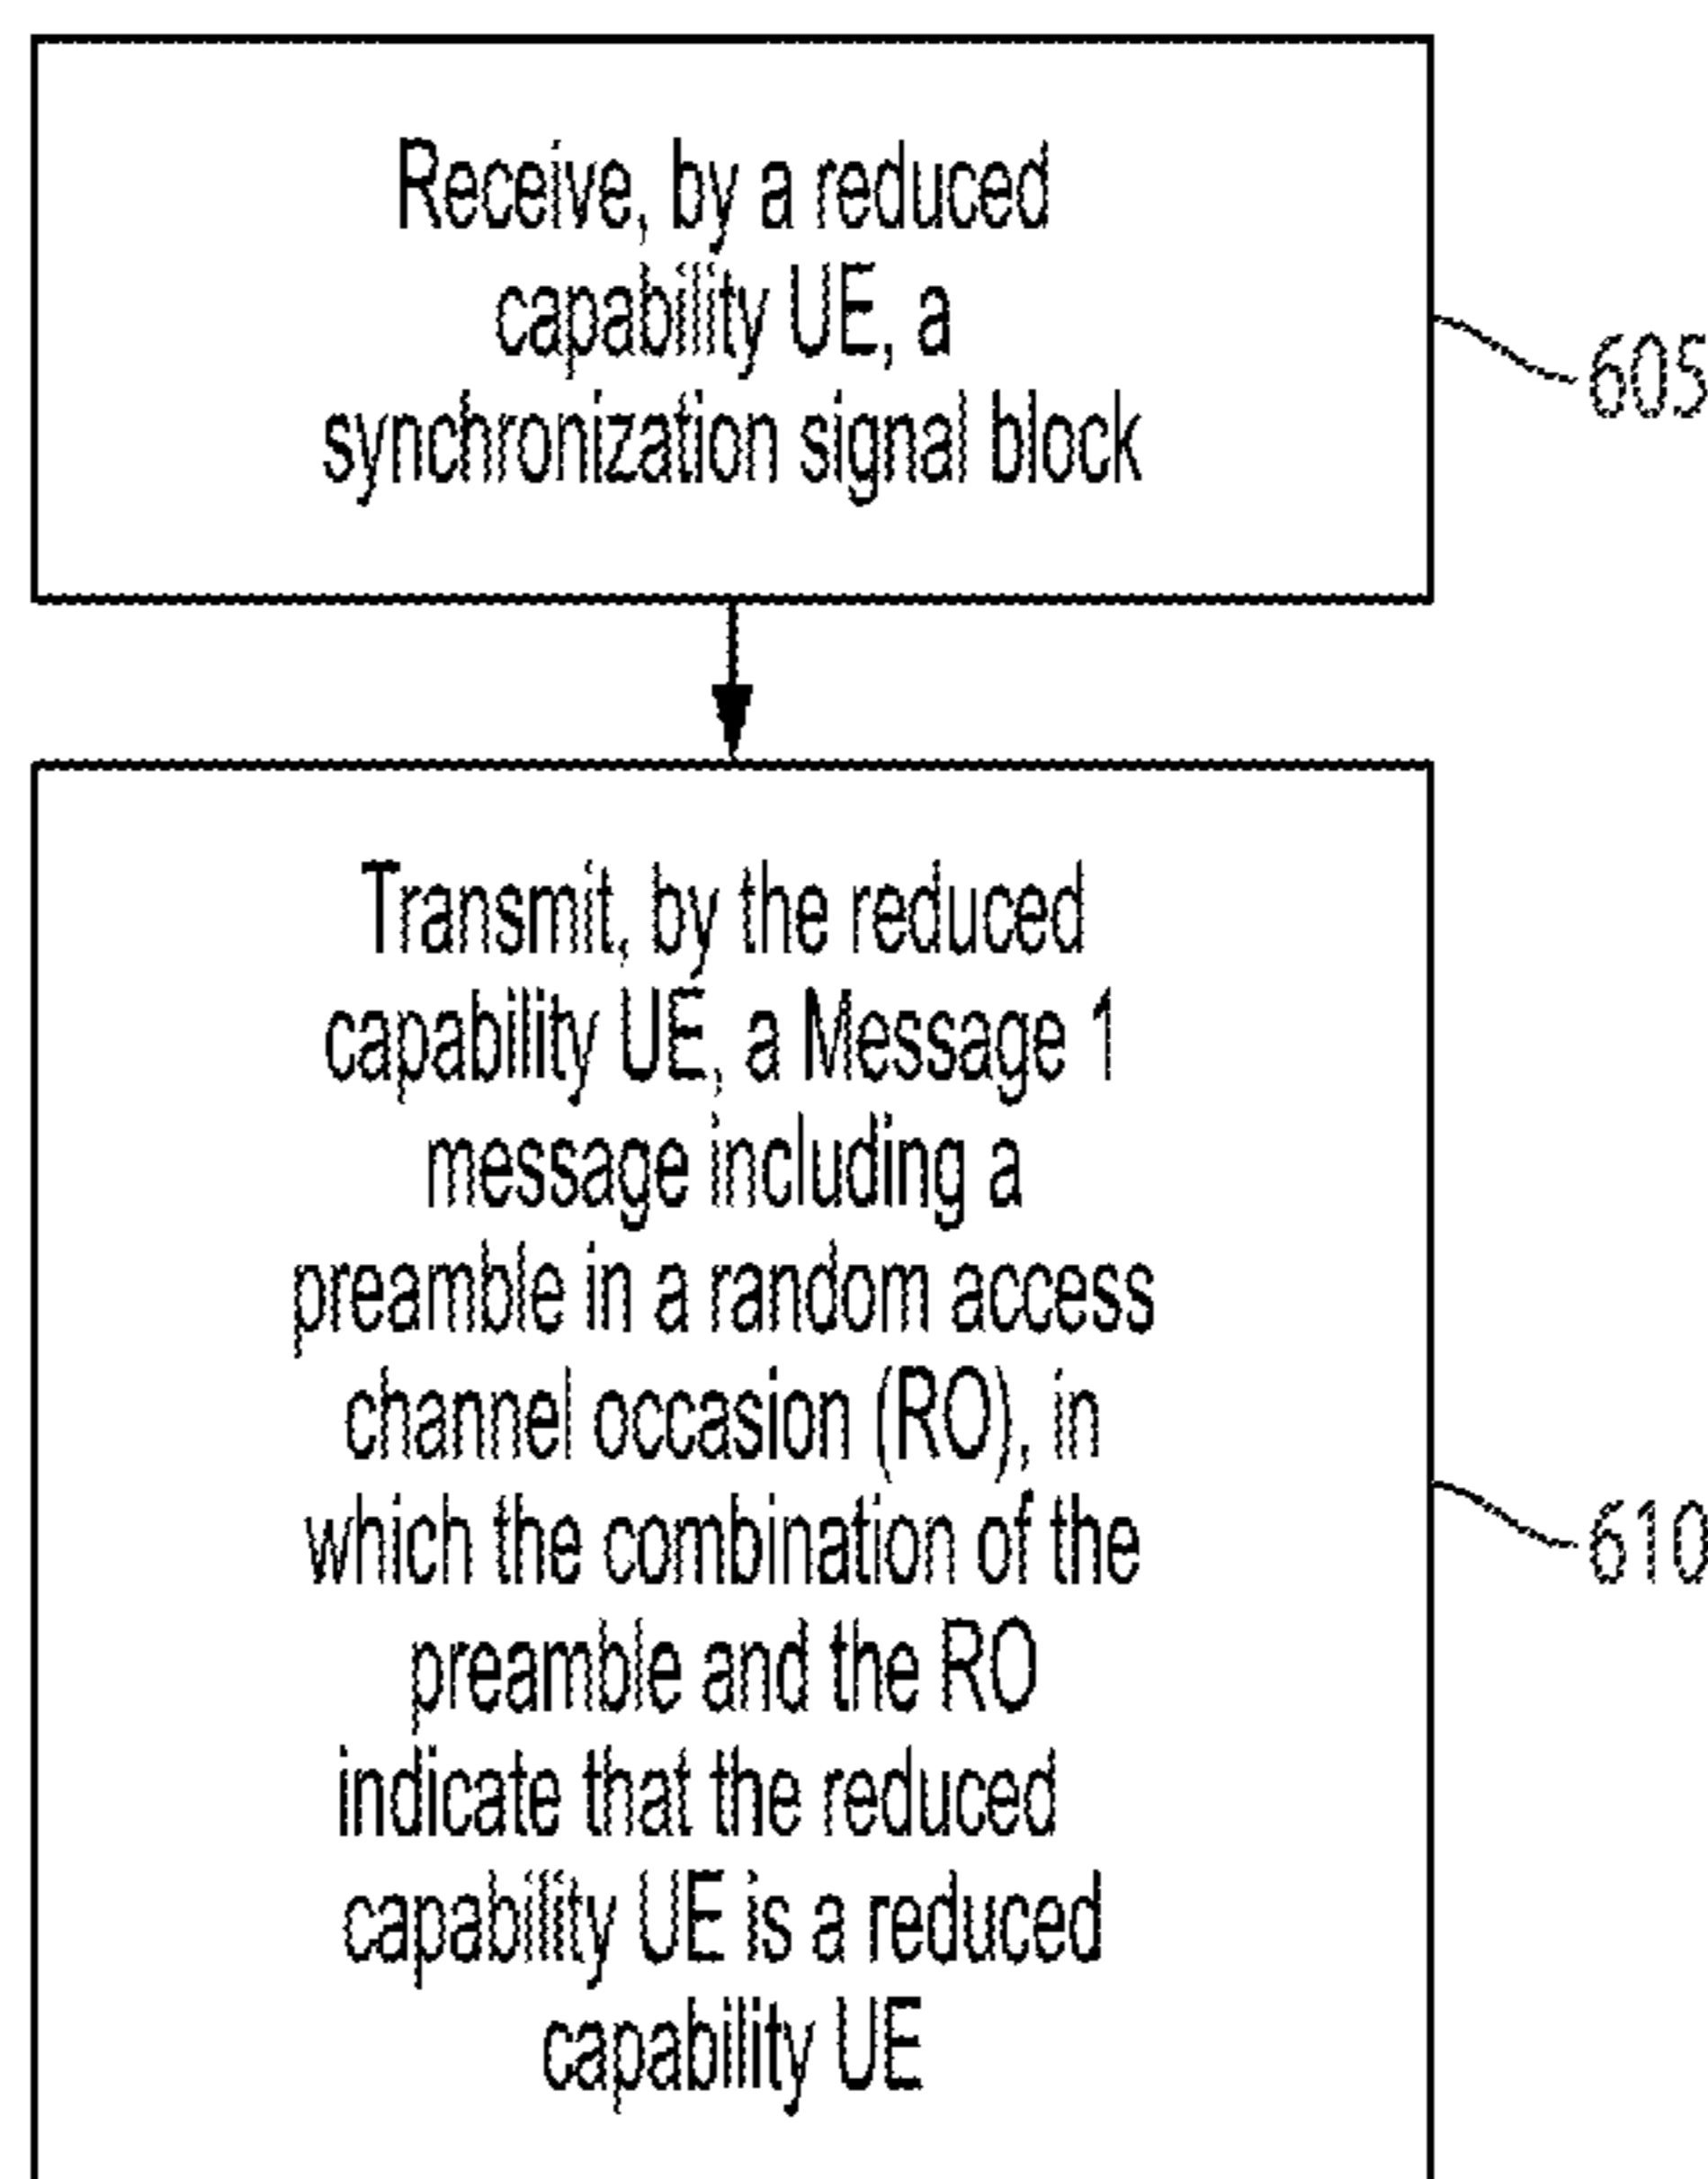 Receive, by a reduced
capability UE, a
synchronization signal block
605
Transmit, by the reduced
capability UE, a Message 1
message including a
preamble in a random access
channel occasion (RO), in
which the combination of the
preamble and the RO
indicate that the reduced
capability UE is a reduced
capability UE
610